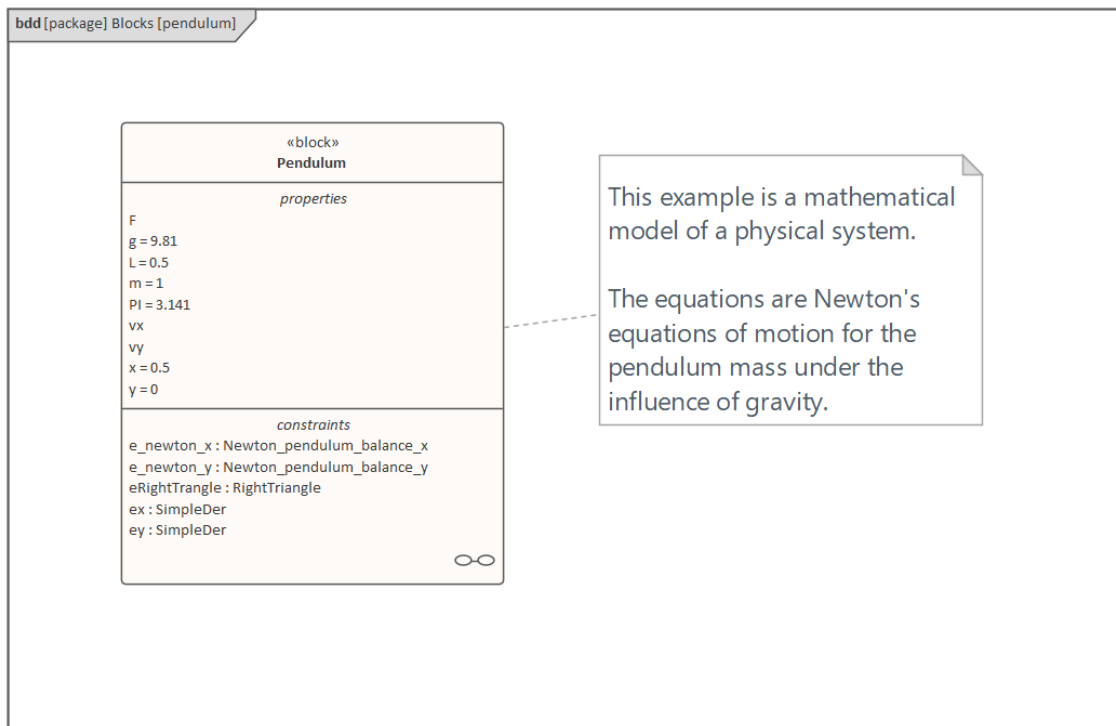 bdd [package] Blocks [pendulum]
«block»
Pendulum
properties
F
g = 9.81
L = 0.5
m = 1
PI = 3.141
vx
vy
x = 0.5
y = 0
constraints
e_newton_x : Newton_pendulum_balance_x
e_newton_y : Newton_pendulum_balance_y
eRightTrangle : RightTriangle
ex : SimpleDer
ey : SimpleDer
This example is a mathematical
model of a physical system.
The equations are Newton's
equations of motion for the
pendulum mass under the
influence of gravity.